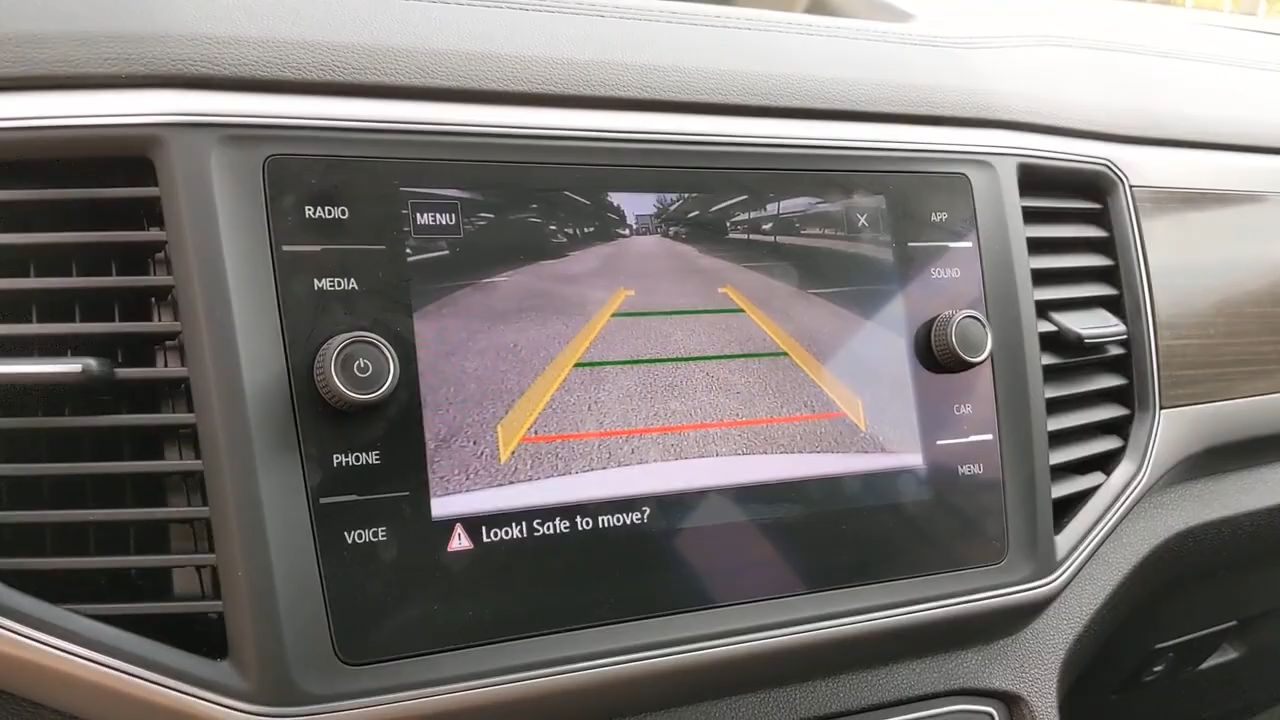 RADIO
MEDIA
PHONE
VOICE
MENU
X
Look! Safe to move?
APP
SOUND
CAR
MENU